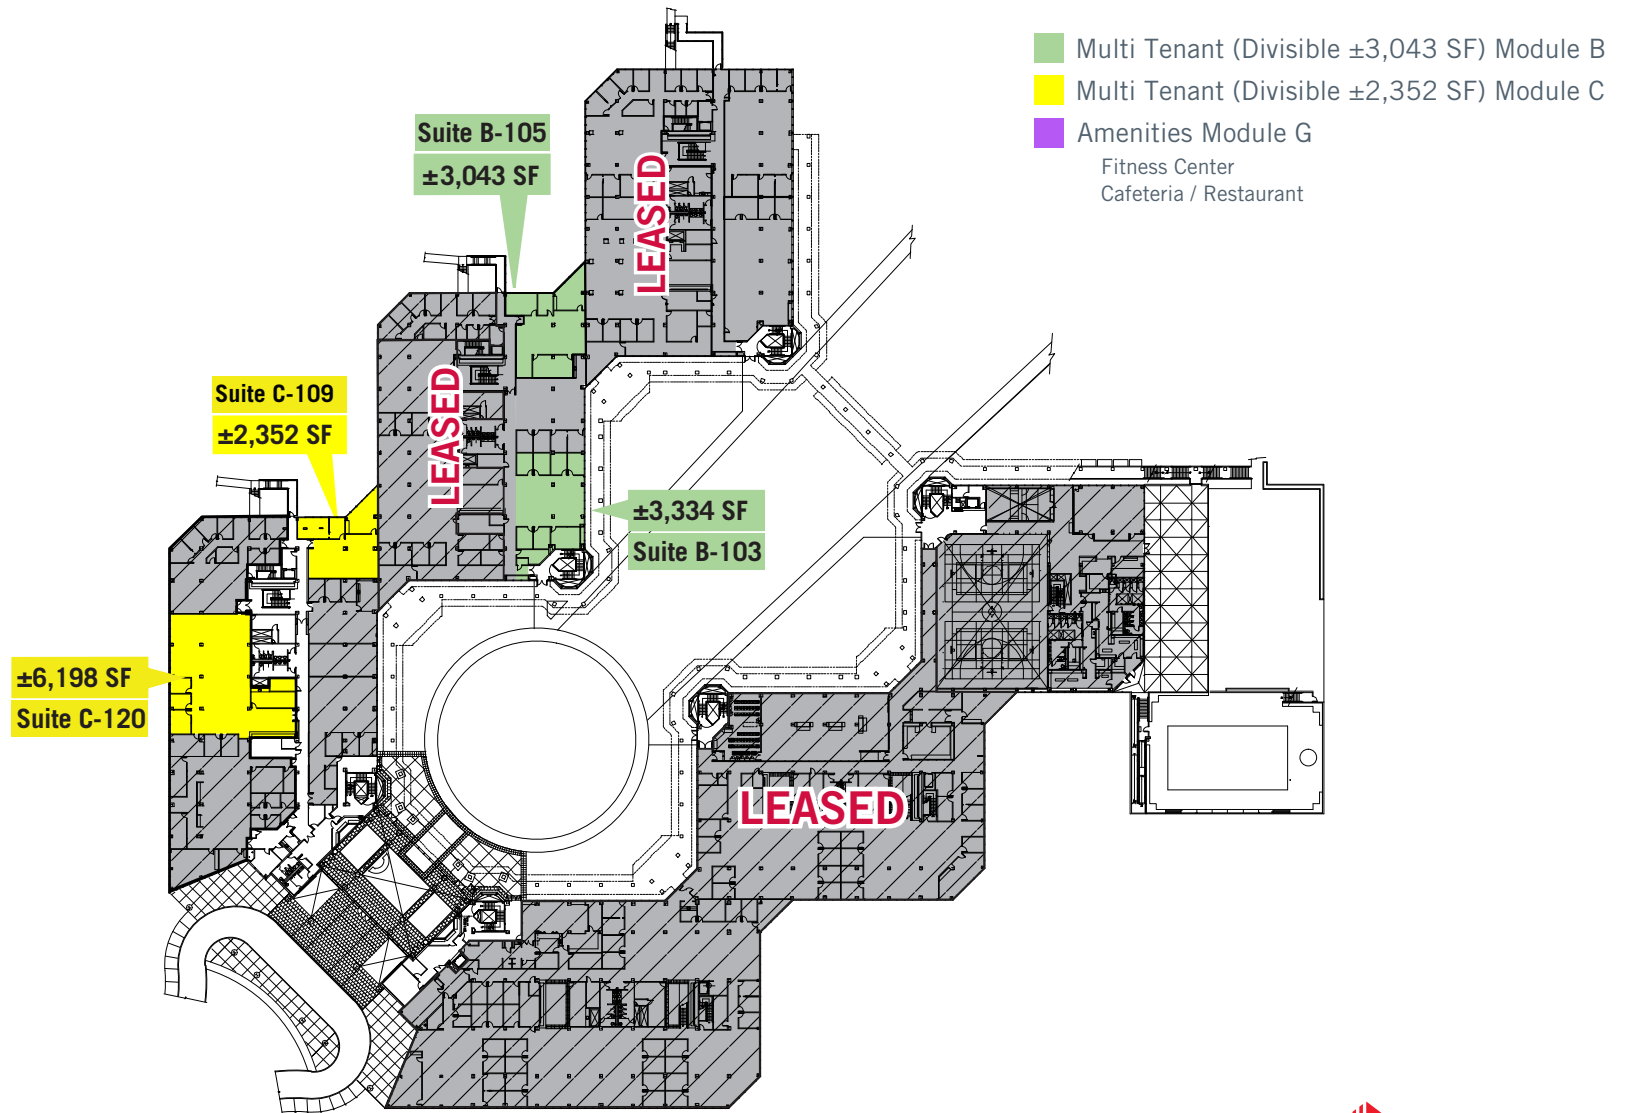 Multi Tenant (Divisible ±3,043 SF) Module B
Multi Tenant (Divisible ±2,352 SF) Module C
Amenities Module G
Fitness Center
Cafeteria / Restaurant
Suite B-105
±3,043 SF
LEASED
LEASED
Suite C-109
±2,352 SF
±3,334 SF
Suite B-103
±6,198 SF
Suite C-120
LEASED